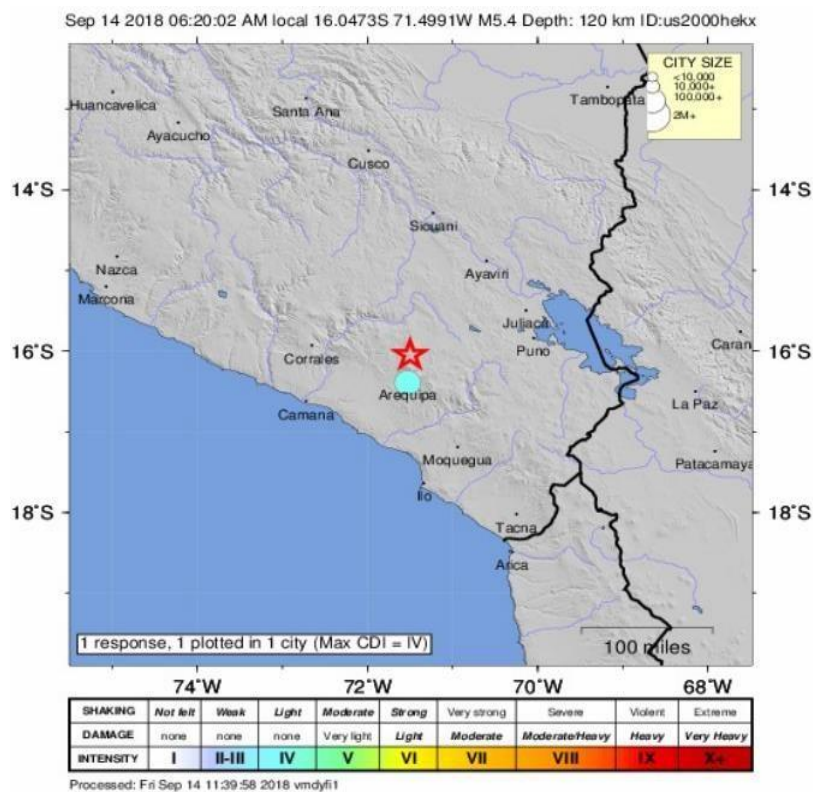 Sep 14 2018 06:20:02 AM local 16.0473S 71.4991W M5.4 Depth: 120 km ID:us2000hekx
CITY SIZE
<10,000
10,000+
100,000+
2M+
Tambopata
Huancavelica
Santa Ana
Ayacucho
Cusco
14°S
14°S
Sicuani
Nazca
Ayaviri
Marcona
Juliaca
Puno
Caran
16°S
16°S
Corrales
Arequipa
La Paz
Camana
Moquegua
Patacamaya
Ilo
18°S
18°S
Tacna
Arica
1 response, 1 plotted in 1 city (Max CDI = IV)
100 miles
74°W 72°W 70°W 68°W
SHAKING Not felt Weak Light Moderate Strong Very strong Severe Violent Extreme
DAMAGE none none none Very light Light Moderate Moderate/Heavy Heavy Very Heavy
INTENSITY I II-III IV V VI VII VIII IX X+
Processed: Fri Sep 14 11:39:58 2018 vmdyfi1